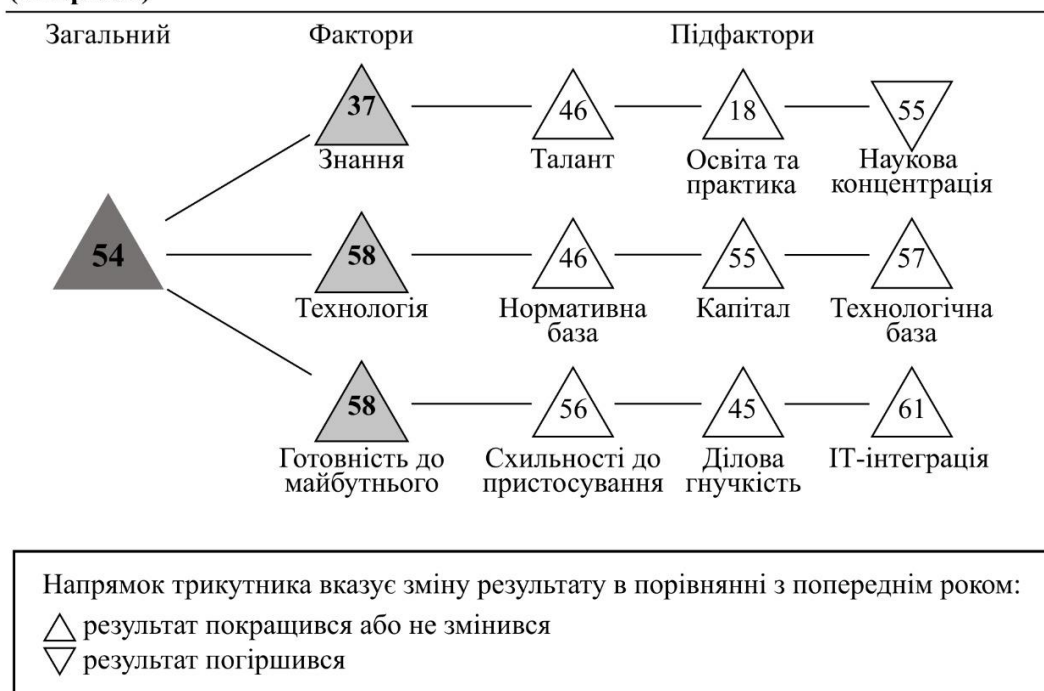 Загальний Фактори Підфактори
37 46 18 55
Знання Талант Освіта та Наукова
практика концентрація
54 58 46 55 57
Технологія Нормативна Капітал Технологічна
база база
58 56 45 61
Готовність до Схильності до Ділова ІТ-інтеграція
майбутнього пристосування гнучкість
Напрямок трикутника вказує зміну результату в порівнянні з попереднім роком:
результат покращився або не змінився
результат погіршився